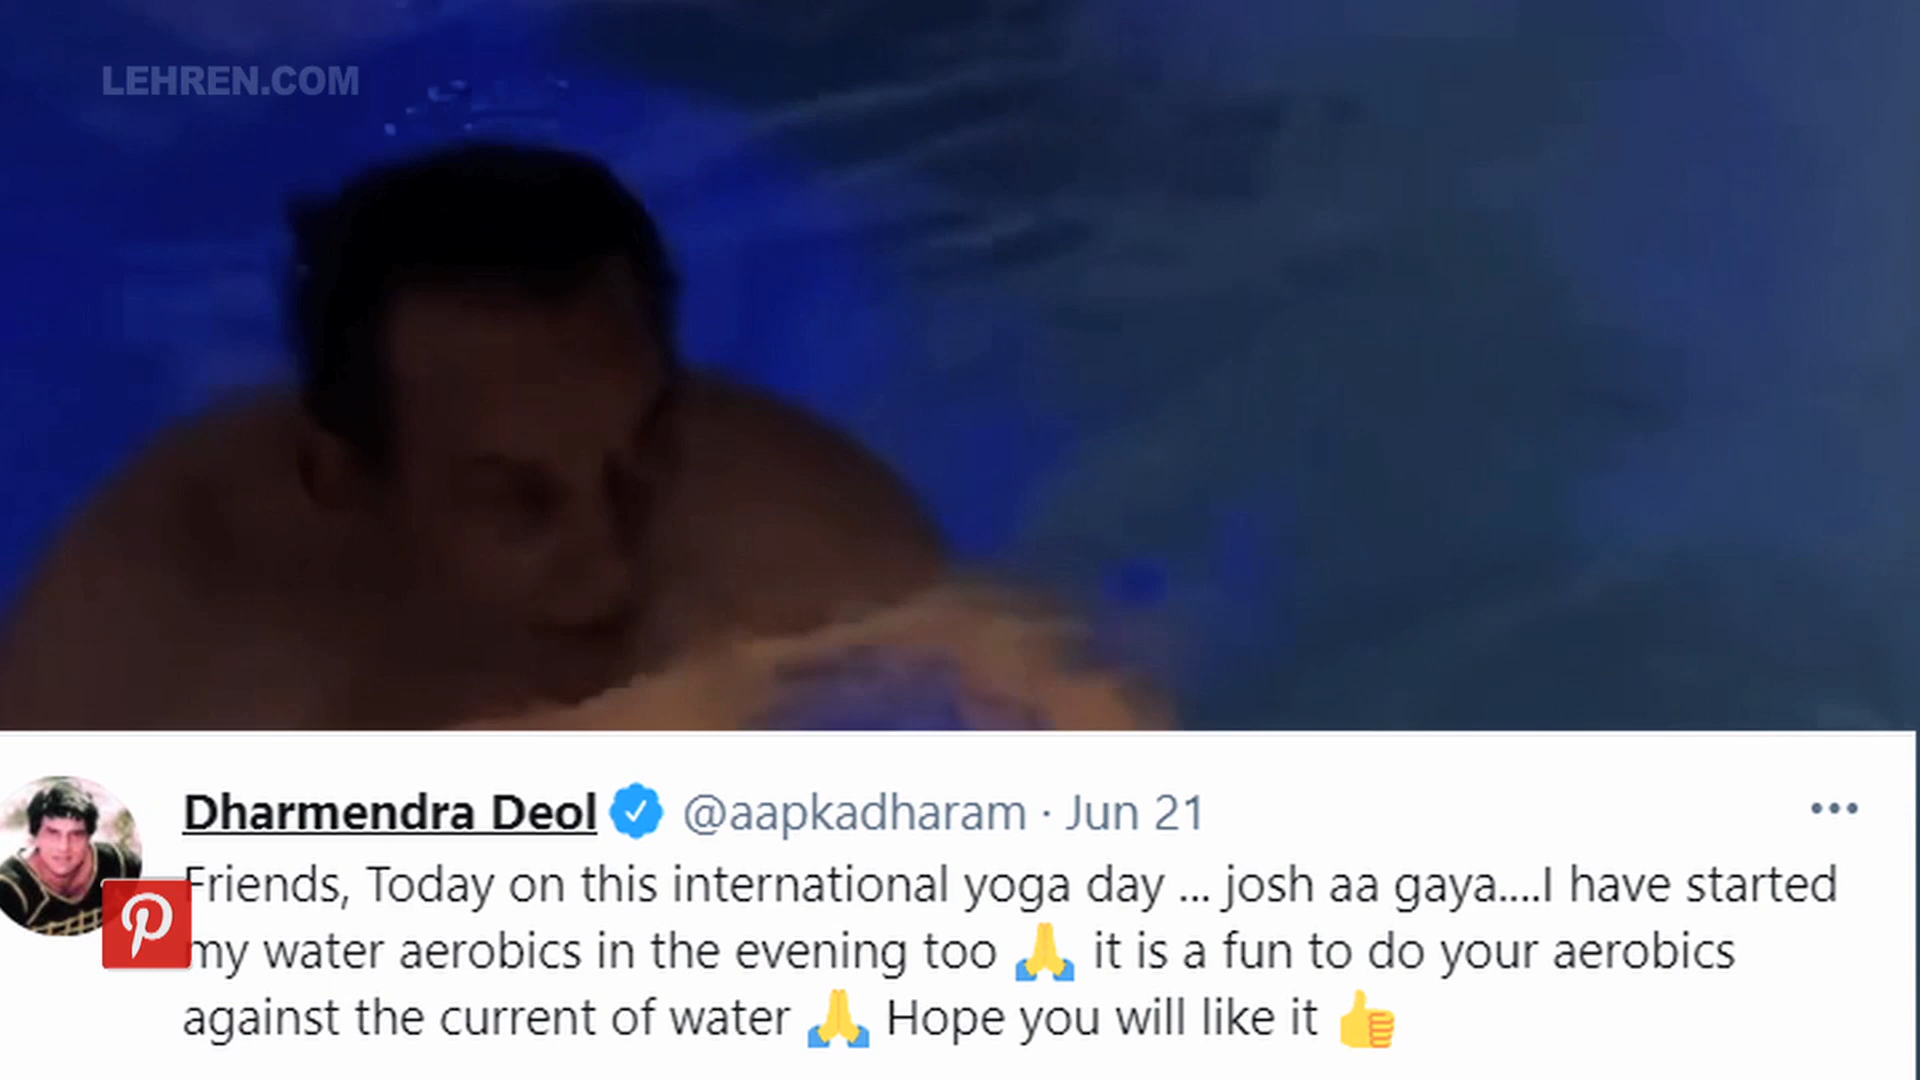 LEHREN.COM
Dharmendra Deol @aapkadharam · Jun 21
Friends, Today on this international yoga day ... josh aa gaya....I have started
my water aerobics in the evening too 🙏 it is a fun to do your aerobics
against the current of water 🙏 Hope you will like it 👍